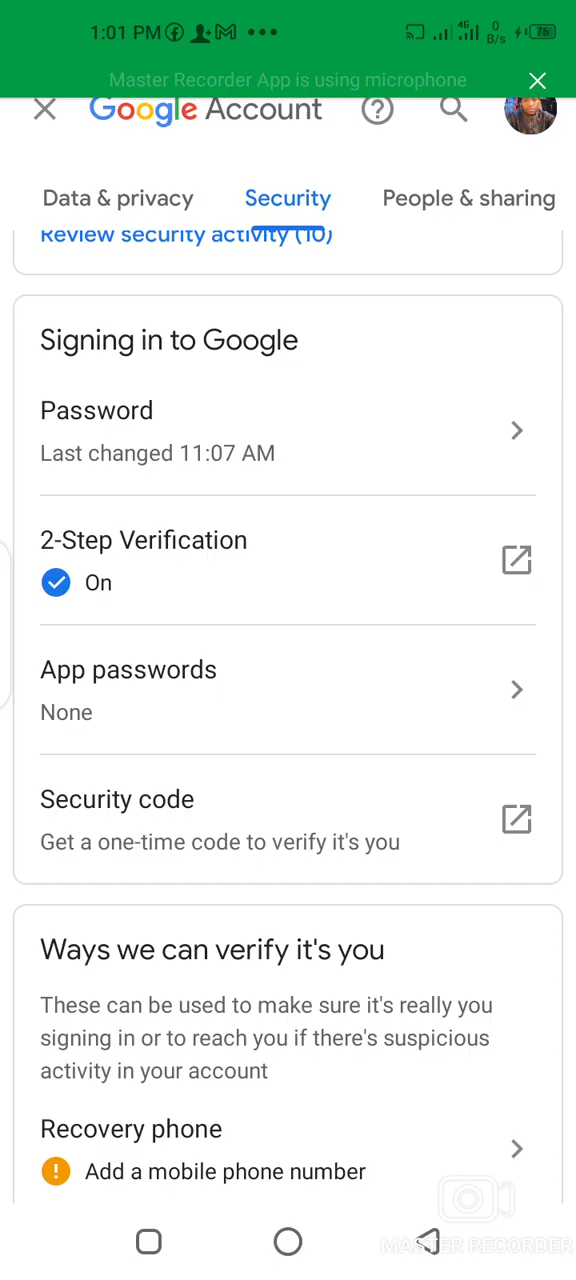 1:01 PM
4G
0
B/s
76
Master Recorder App is using microphone
Google Account
Data & privacy
Security
People & sharing
Review security activity (10)
Signing in to Google
Password
Last changed 11:07 AM
2-Step Verification
On
App passwords
None
Security code
Get a one-time code to verify it's you
Ways we can verify it's you
These can be used to make sure it's really you
signing in or to reach you if there's suspicious
activity in your account
Recovery phone
Add a mobile phone number
MASTER RECORDER